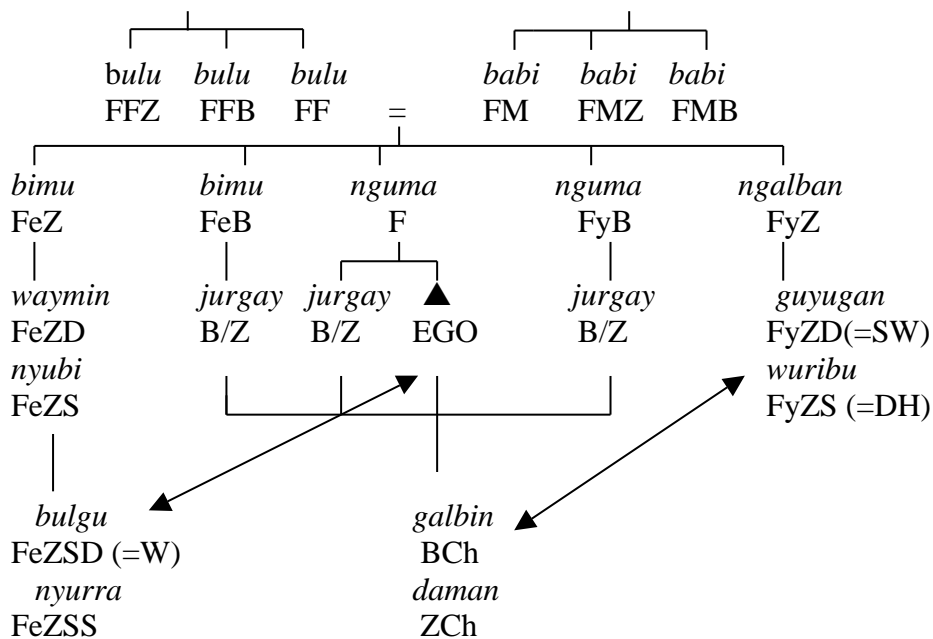 bulu bulu bulu babi babi babi
FFZ FFB FF = FM FMZ FMB
bimu bimu nguma nguma ngalban
FeZ FeB F FyB FyZ
waymin jurgay jurgay jurgay guyugan
FeZD B/Z B/Z EGO B/Z FyZD(=SW)
nyubi wuribu
FeZS FyZS (=DH)
bulgu galbin
FeZSD (=W) BCh
nyurra daman
FeZSS ZCh